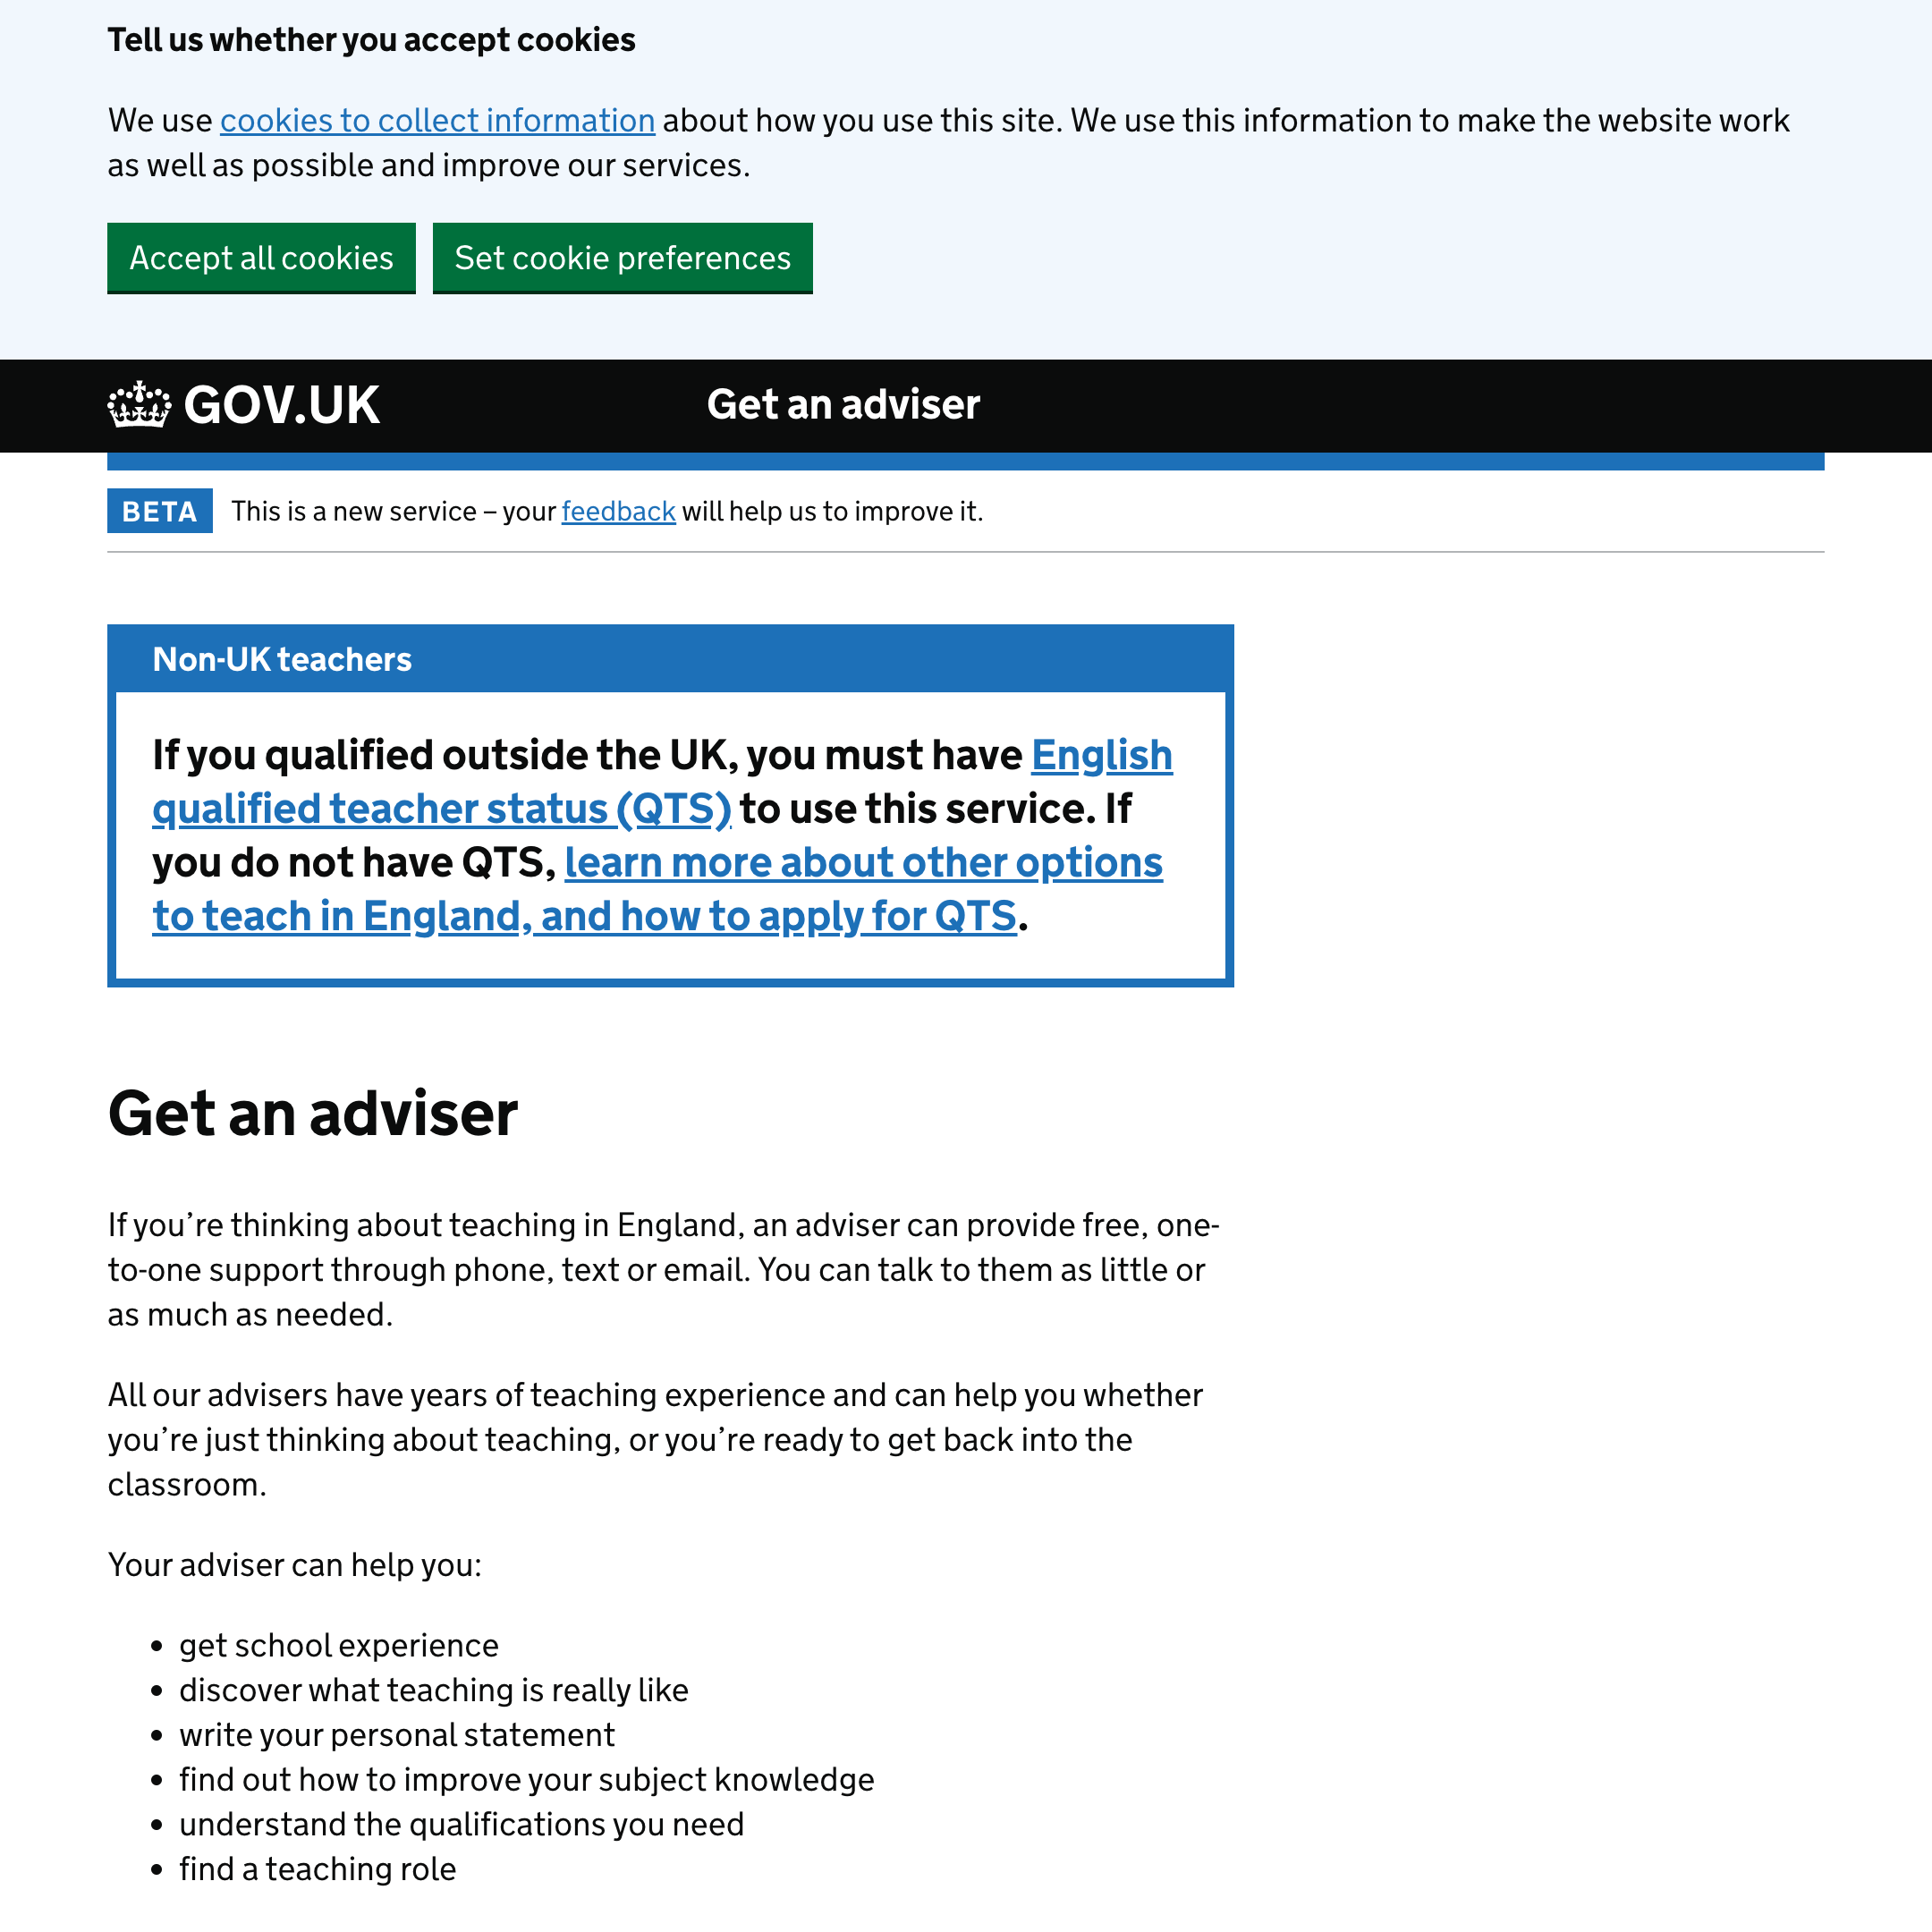 Tell us whether you accept cookies
We use cookies to collect information about how you use this site. We use this information to make the website work
as well as possible and improve our services.
Accept all cookies
Set cookie preferences
GOV.UK
Get an adviser
BETA
This is a new service – your feedback will help us to improve it.
Non-UK teachers
If you qualified outside the UK, you must have English
qualified teacher status (QTS) to use this service. If
you do not have QTS, learn more about other options
to teach in England, and how to apply for QTS.
Get an adviser
If you’re thinking about teaching in England, an adviser can provide free, one-
to-one support through phone, text or email. You can talk to them as little or
as much as needed.
All our advisers have years of teaching experience and can help you whether
you’re just thinking about teaching, or you’re ready to get back into the
classroom.
Your adviser can help you:
• get school experience
• discover what teaching is really like
• write your personal statement
• find out how to improve your subject knowledge
• understand the qualifications you need
• find a teaching role